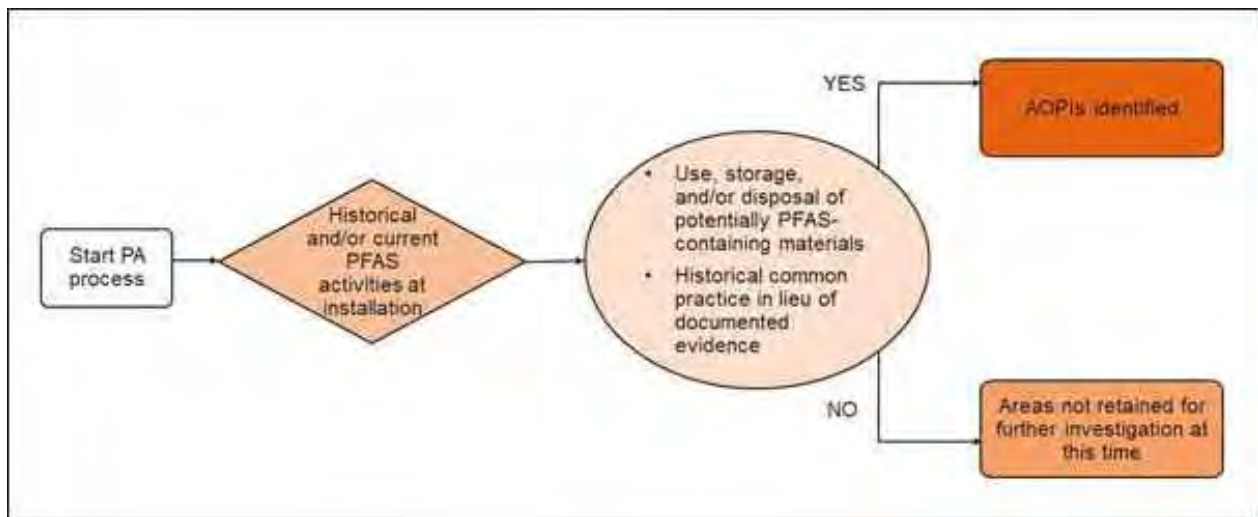 Start PA
process
Historical
and/or current
PFAS
activities at
installation
• Use, storage,
and/or disposal of
potentially PFAS-
containing materials
• Historical common
practice in lieu of
documented
evidence
YES
AOPIs identified
NO
Areas not retained for
further investigation at
this time